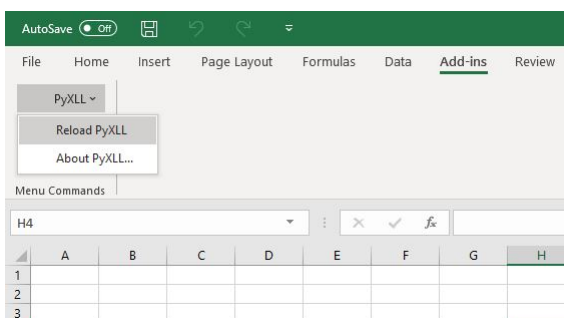 AutoSave Off
File Home Insert Page Layout Formulas Data Add-ins Review
PyXLL
Reload PyXLL
About PyXLL...
Menu Commands
H4 fx
A B C D E F G H
1
2
3